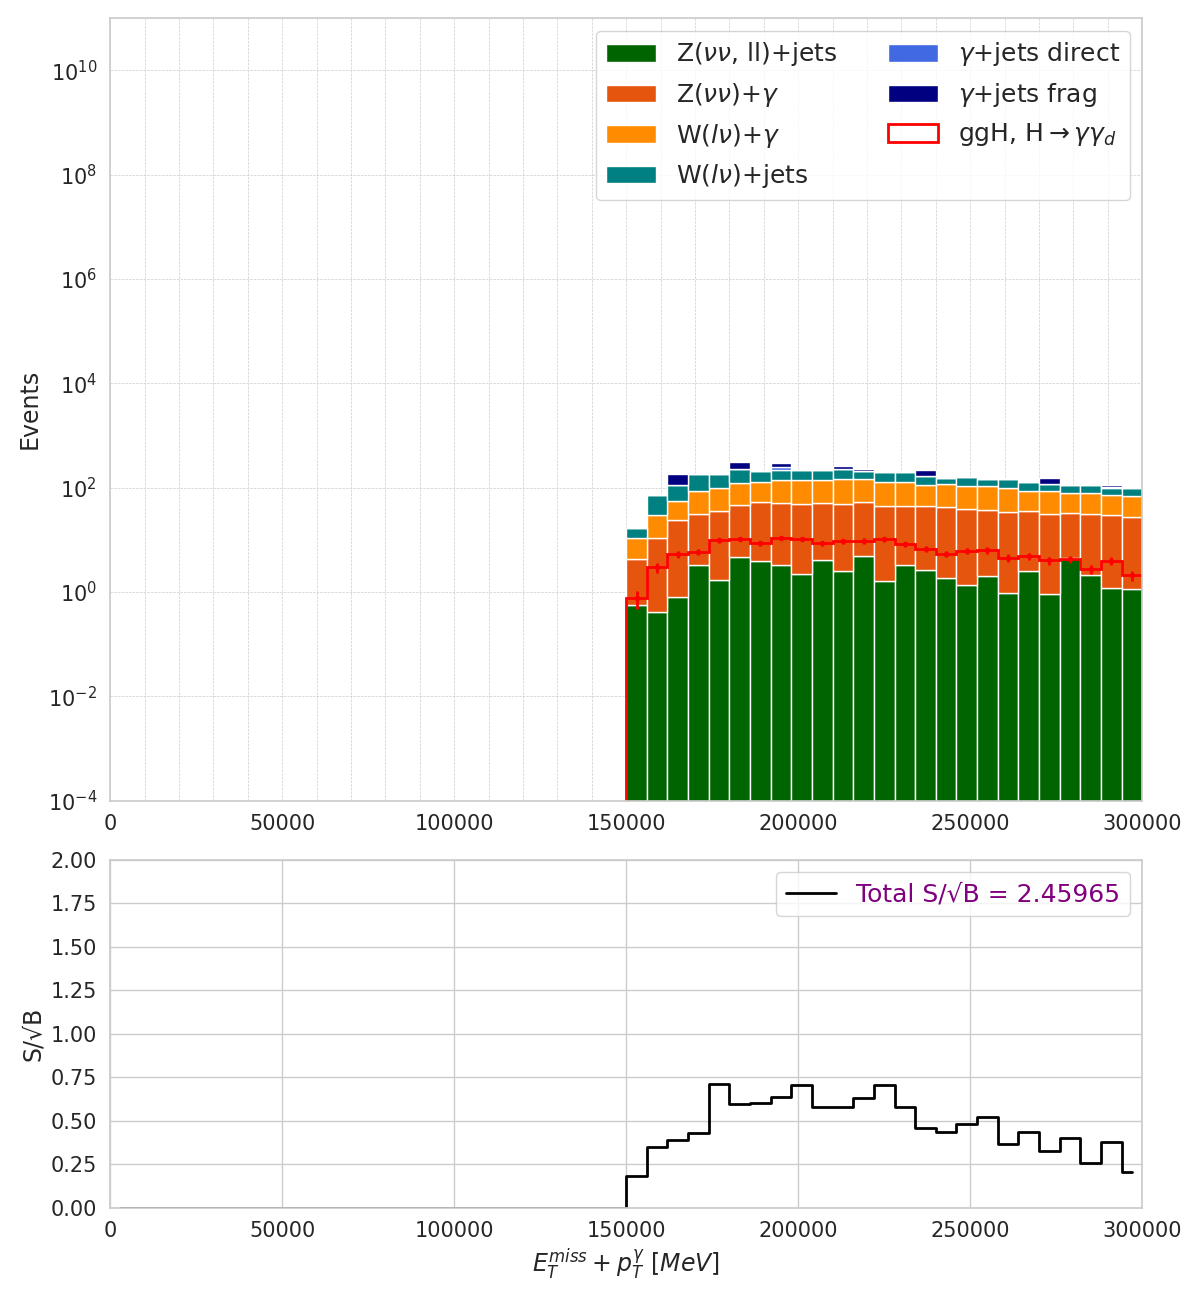 Z(νν, ll)+jets
Z(νν)+γ
W(lν)+γ
W(lν)+jets
γ+jets direct
γ+jets frag
ggH, H→γγ_d
Events
10^10
10^8
10^6
10^4
10^2
10^0
10^−2
10^−4
0 50000 100000 150000 200000 250000 300000
Total S/√B = 2.45965
S/√B
2.00
1.75
1.50
1.25
1.00
0.75
0.50
0.25
0.00
0 50000 100000 150000 200000 250000 300000
E_T^miss + p_T^γ [MeV]